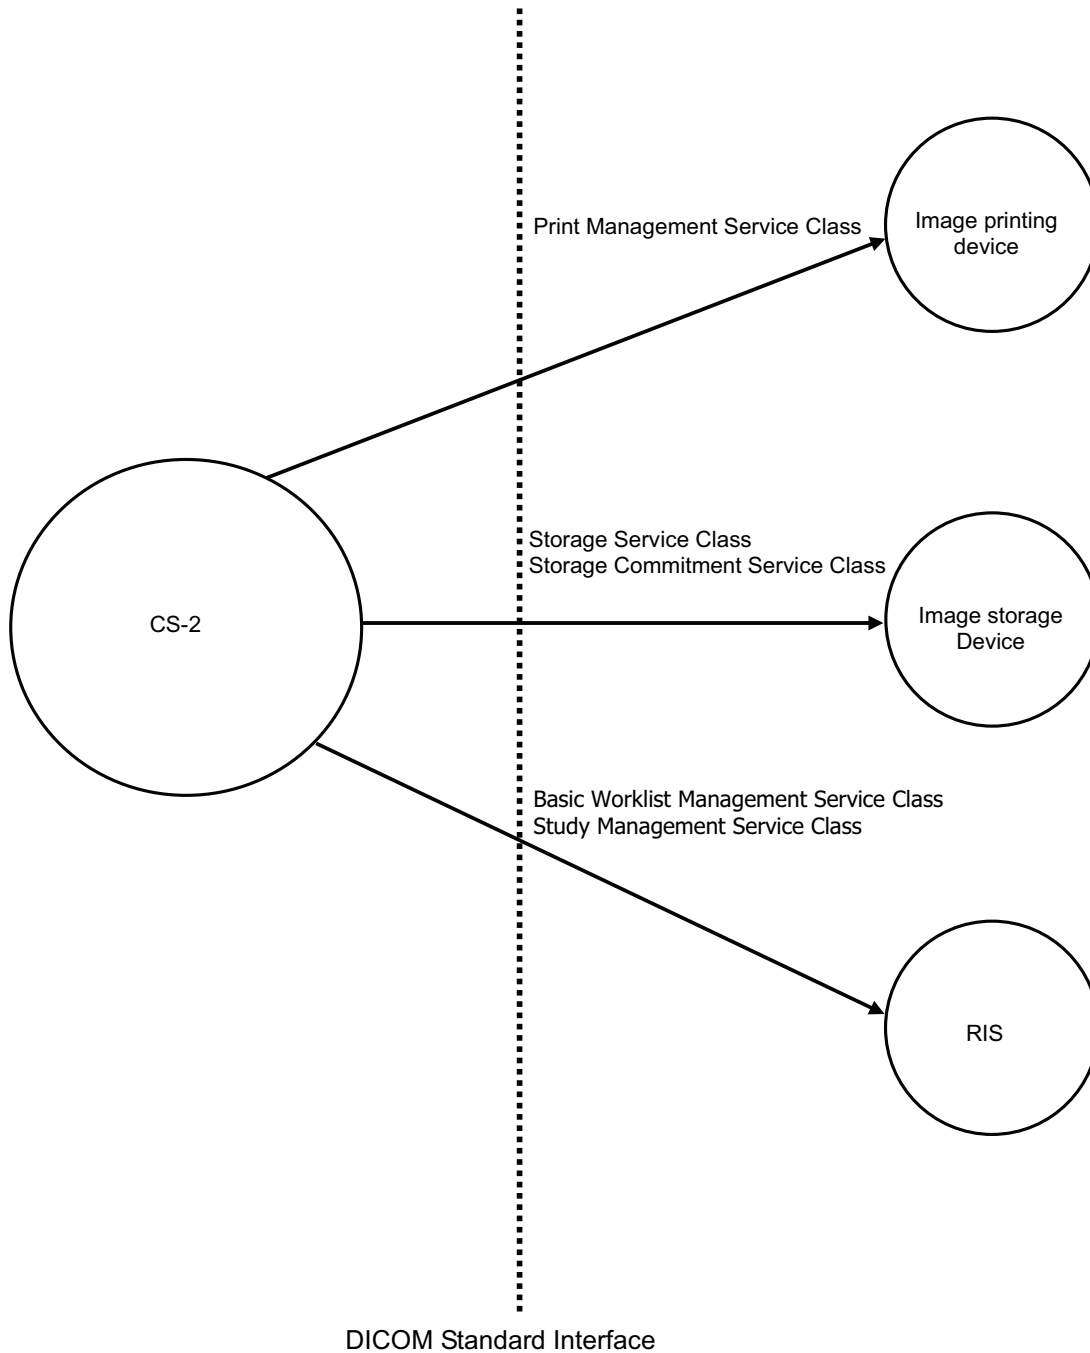 Print Management Service Class
Image printing
device
Storage Service Class
Storage Commitment Service Class
CS-2
Image storage
Device
Basic Worklist Management Service Class
Study Management Service Class
RIS
DICOM Standard Interface